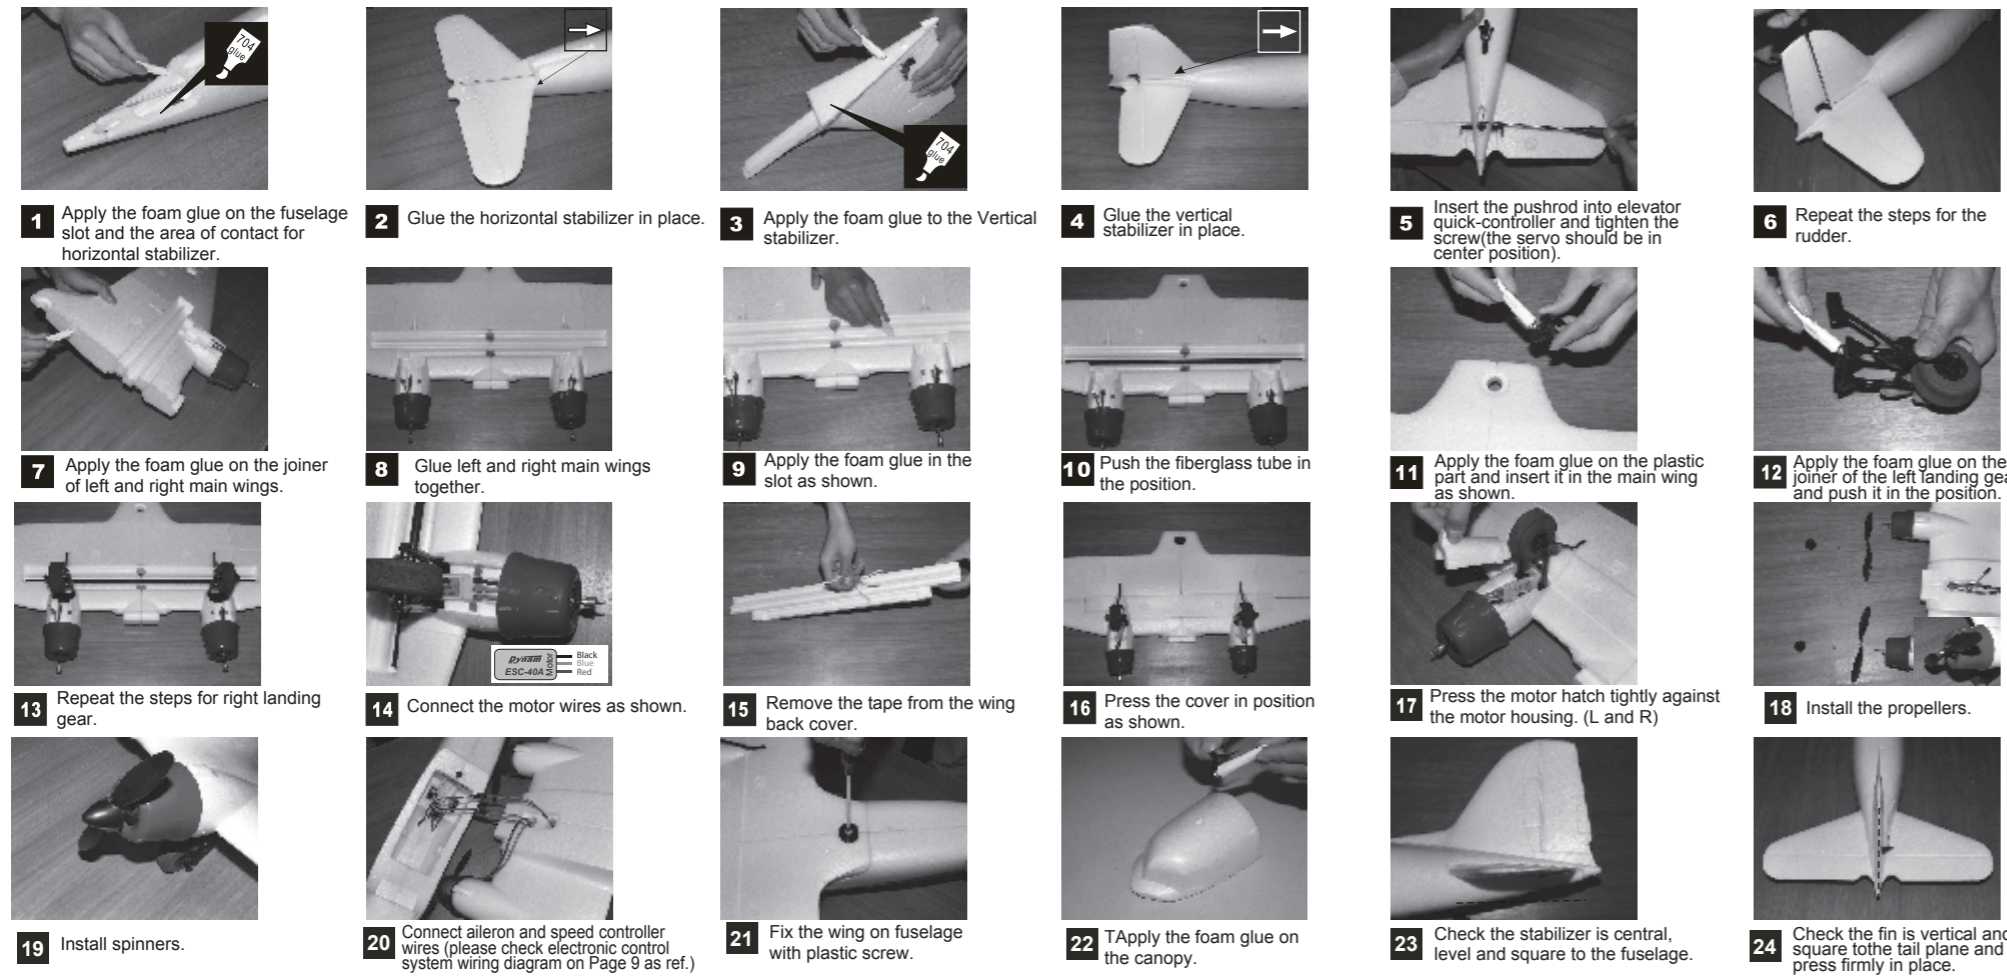 704
glue
1
Apply the foam glue on the fuselage
slot and the area of contact for
horizontal stabilizer.
2
Glue the horizontal stabilizer in place.
704
glue
3
Apply the foam glue to the Vertical
stabilizer.
4
Glue the vertical
stabilizer in place.
5
Insert the pushrod into elevator
quick-controller and tighten the
screw(the servo should be in
center position).
6
Repeat the steps for the
rudder.
7
Apply the foam glue on the joiner
of left and right main wings.
8
Glue left and right main wings
together.
9
Apply the foam glue in the
slot as shown.
10
Push the fiberglass tube in
the position.
11
Apply the foam glue on the plastic
part and insert it in the main wing
as shown.
12
Apply the foam glue on the
joiner of the left landing gea
and push it in the position.
13
Repeat the steps for right landing
gear.
Dynam
ESC-40A
Motor
Black
Blue
Red
14
Connect the motor wires as shown.
15
Remove the tape from the wing
back cover.
16
Press the cover in position
as shown.
17
Press the motor hatch tightly against
the motor housing. (L and R)
18
Install the propellers.
19
Install spinners.
20
Connect aileron and speed controller
wires (please check electronic control
system wiring diagram on Page 9 as ref.)
21
Fix the wing on fuselage
with plastic screw.
22
TApply the foam glue on
the canopy.
23
Check the stabilizer is central,
level and square to the fuselage.
24
Check the fin is vertical and
square tothe tail plane and
press firmly in place.